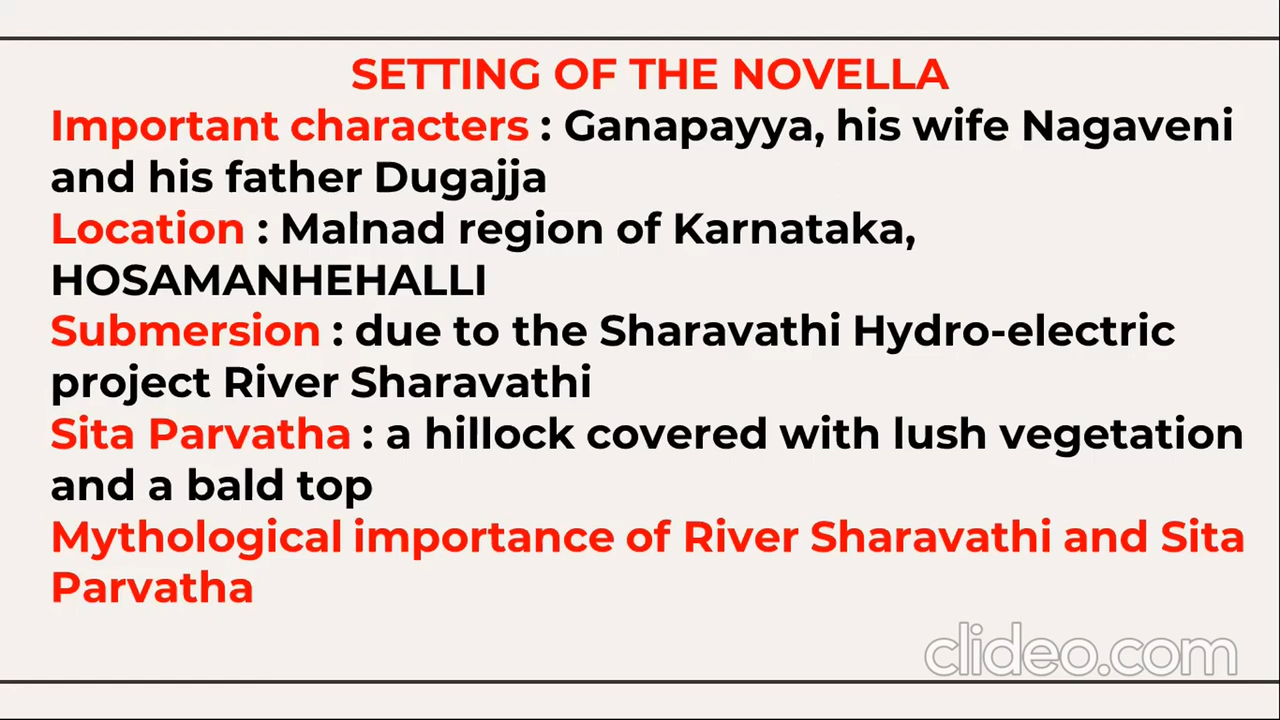 SETTING OF THE NOVELLA
Important characters : Ganapayya, his wife Nagaveni
and his father Dugajja
Location : Malnad region of Karnataka,
HOSAMANHEHALLI
Submersion : due to the Sharavathi Hydro-electric
project River Sharavathi
Sita Parvatha : a hillock covered with lush vegetation
and a bald top
Mythological importance of River Sharavathi and Sita
Parvatha
clideo.com